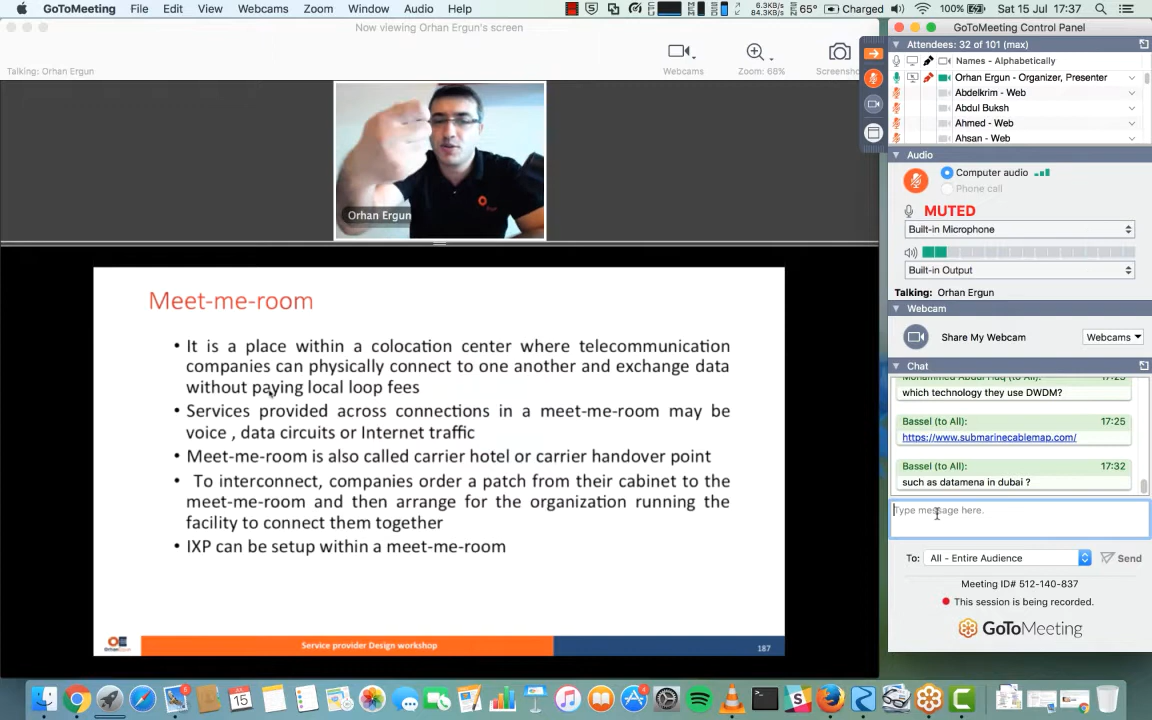 GoToMeeting File Edit View Webcams Zoom Window Audio Help
6.3KB/s
84.3KB/s
65° Charged 100% Sat 15 Jul 17:37
Now viewing Orhan Ergun's screen
Talking: Orhan Ergun
Webcams
Zoom: 68%
Screensho
Orhan Ergun
Meet-me-room
• It is a place within a colocation center where telecommunication
companies can physically connect to one another and exchange data
without paying local loop fees
• Services provided across connections in a meet-me-room may be
voice , data circuits or Internet traffic
• Meet-me-room is also called carrier hotel or carrier handover point
• To interconnect, companies order a patch from their cabinet to the
meet-me-room and then arrange for the organization running the
facility to connect them together
• IXP can be setup within a meet-me-room
Service provider Design workshop
187
GoToMeeting Control Panel
Attendees: 32 of 101 (max)
Names - Alphabetically
Orhan Ergun - Organizer, Presenter
Abdelkrim - Web
Abdul Buksh
Ahmed - Web
Ahsan - Web
Audio
Computer audio
Phone call
MUTED
Built-in Microphone
Built-in Output
Talking: Orhan Ergun
Webcam
Share My Webcam
Webcams
Chat
which technology they use DWDM?
Bassel (to All): 17:25
https://www.submarinecablemap.com/
Bassel (to All): 17:32
such as datamena in dubai ?
Type message here.
To: All - Entire Audience
Send
Meeting ID# 512-140-837
This session is being recorded.
GoToMeeting